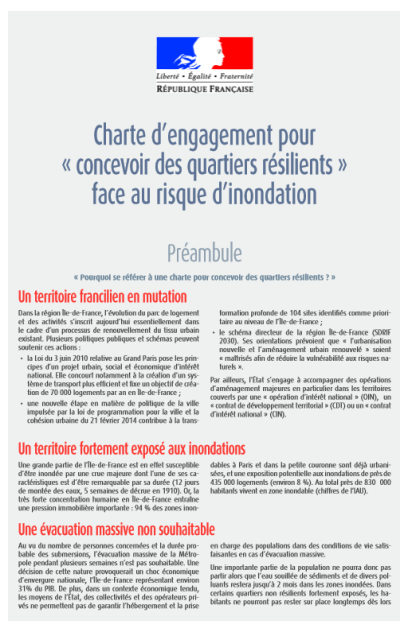 Liberté • Égalité • Fraternité
RÉPUBLIQUE FRANÇAISE
Charte d'engagement pour
« concevoir des quartiers résilients »
face au risque d'inondation
Préambule
« Pourquoi se référer à une charte pour concevoir des quartiers résilients ? »
Un territoire francilien en mutation
Dans la région Île-de-France, l'évolution du parc de logement
et des activités s'inscrit aujourd'hui essentiellement dans
le cadre d'un processus de renouvellement du tissu urbain
existant. Plusieurs politiques publiques et schémas peuvent
soutenir ces actions :
• la Loi du 3 juin 2010 relative au Grand Paris pose les prin-
cipes d'un projet urbain, social et économique d'intérêt
national. Elle concourt notamment à la création d'un sys-
tème de transport plus efficient et fixe un objectif de créa-
tion de 70 000 logements par an en Île-de-France ;
• une nouvelle étape en matière de politique de la ville
impulsée par la loi de programmation pour la ville et la
cohésion urbaine du 21 février 2014 contribue à la trans-
formation profonde de 104 sites identifiés comme priori-
taire au niveau de l'Île-de-France ;
• le schéma directeur de la région Île-de-France (SDRIF
2030). Ses orientations prévoient que « l'urbanisation
nouvelle et l'aménagement urbain renouvelé » soient
« maîtrisés afin de réduire la vulnérabilité aux risques na-
turels ».
Par ailleurs, l'État s'engage à accompagner des opérations
d'aménagement majeures en particulier dans les territoires
couverts par une « opération d'intérêt national » (OIN), un
« contrat de développement territorial » (CDT) ou un « contrat
d'intérêt national » (CIN).
Un territoire fortement exposé aux inondations
Une grande partie de l'Île-de-France est en effet susceptible
d'être inondée par une crue majeure dont l'une de ses ca-
ractéristiques est d'être remarquable par sa durée (12 jours
de montée des eaux, 5 semaines de décrue en 1910). Or, la
très forte concentration humaine en Île-de-France entraîne
une pression immobilière importante : 94 % des zones inon-
dables à Paris et dans la petite couronne sont déjà urbani-
sées, et une exposition potentielle aux inondations de près de
435 000 logements (environ 8 %). Au total près de 830 000
habitants vivent en zone inondable (chiffres de l'IAU).
Une évacuation massive non souhaitable
Au vu du nombre de personnes concernées et la durée pro-
bable des submersions, l'évacuation massive de la Métro-
pole pendant plusieurs semaines n'est pas souhaitable. Une
décision de cette nature provoquerait un choc économique
d'envergure nationale, l'Île-de-France représentant environ
31% du PIB. De plus, dans un contexte économique tendu,
les moyens de l'État, des collectivités et des opérateurs pri-
vés ne permettent pas de garantir l'hébergement et la prise
en charge des populations dans des conditions de vie satis-
faisantes en cas d'évacuation massive.
Une importante partie de la population ne pourra donc pas
partir alors que l'eau souillée de sédiments et de divers pol-
luants restera jusqu'à 2 mois dans les zones inondées. Dans
certains quartiers non résilients fortement exposés, les ha-
bitants ne pourront pas rester sur place longtemps dès lors